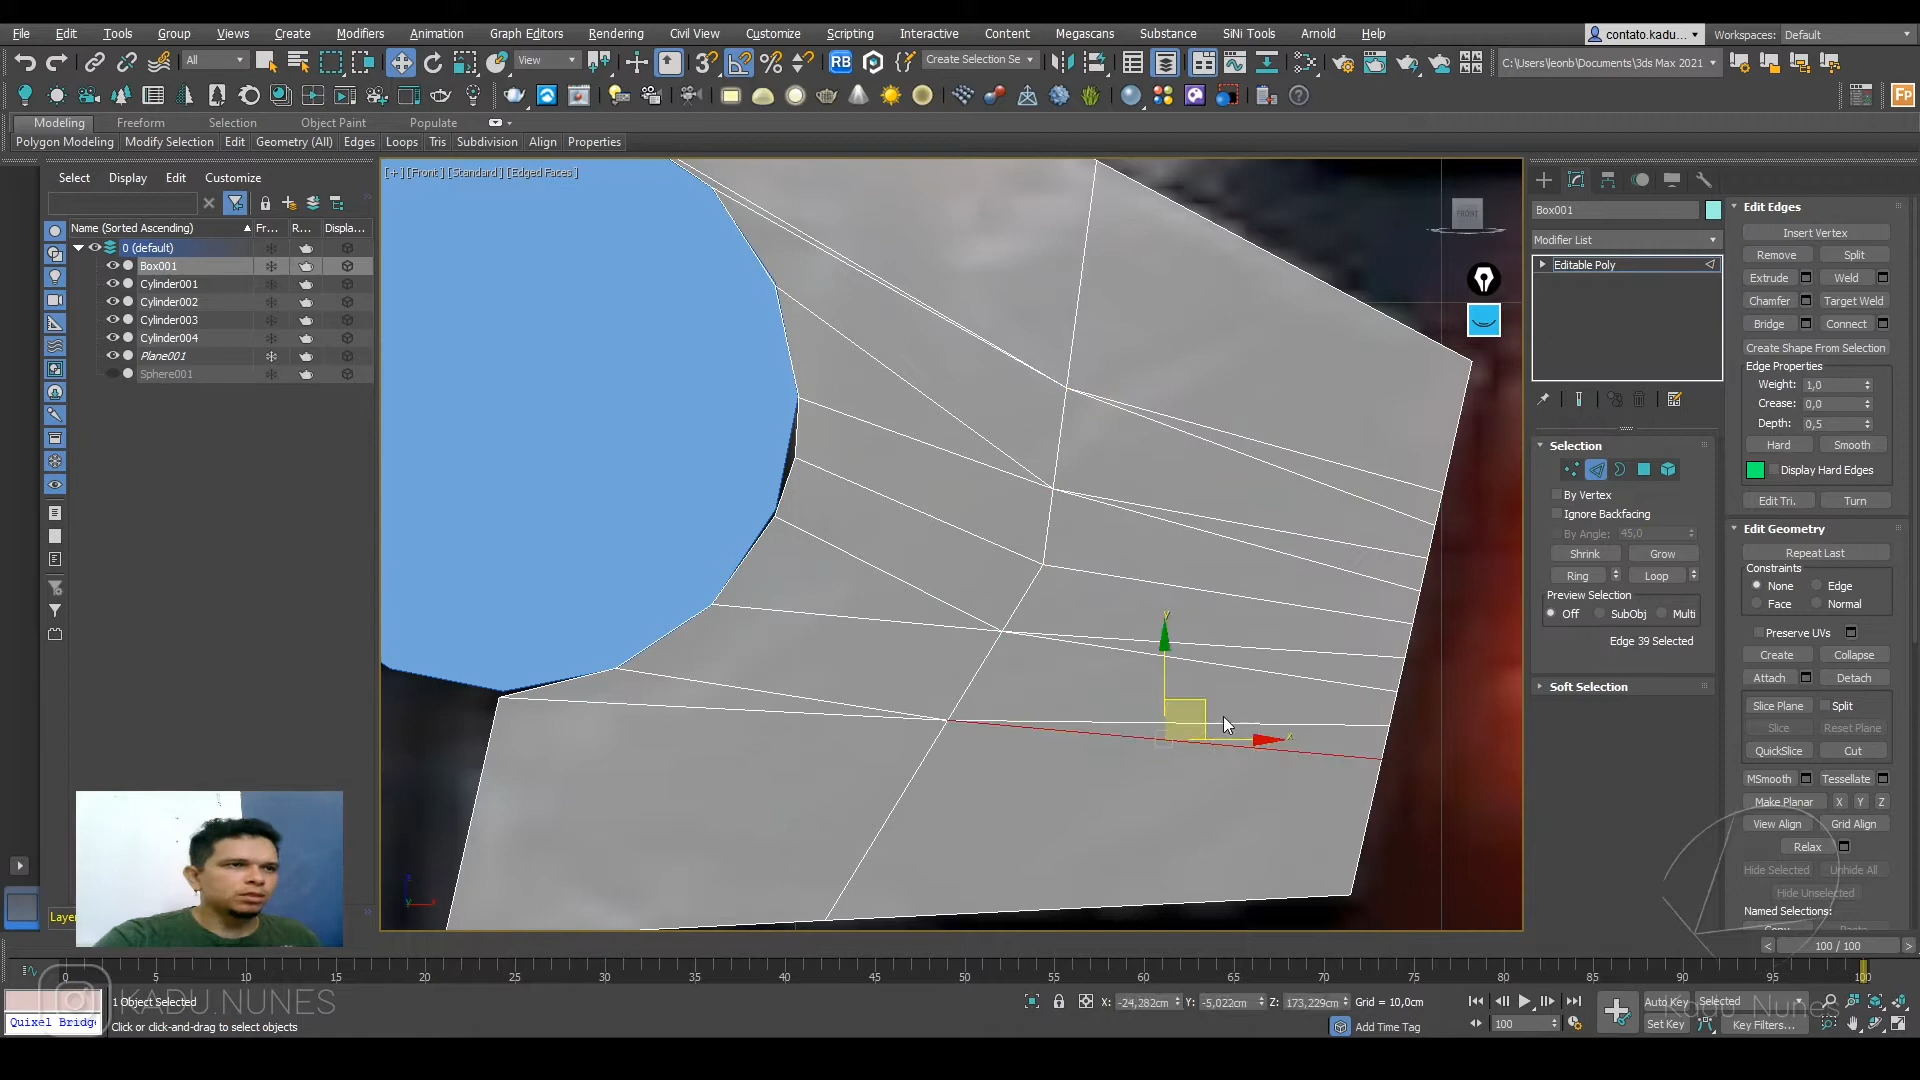 File Edit Tools Group Views Create Modifiers Animation Graph Editors Rendering Civil View Customize Scripting Interactive Content Megascans Substance SiNi Tools Arnold Help contato.kadu... Workspaces: Default
All View 3 RB Create Selection Se C:\Users\leonb\Documents\3ds Max 2021
Fp
Modeling Freeform Selection Object Paint Populate
Polygon Modeling Modify Selection Edit Geometry (All) Edges Loops Tris Subdivision Align Properties
Select Display Edit Customize
Name (Sorted Ascending) Fr... R... Displa...
0 (default)
Box001
Cylinder001
Cylinder002
Cylinder003
Cylinder004
Plane001
Sphere001
[+] [Front] [Standard] [Edged Faces]
FRONT
y
x
Box001
Modifier List
Editable Poly
Selection
By Vertex
Ignore Backfacing
By Angle: 45,0
Shrink Grow
Ring Loop
Preview Selection
Off SubObj Multi
Edge 39 Selected
Soft Selection
Edit Edges
Insert Vertex
Remove Split
Extrude Weld
Chamfer Target Weld
Bridge Connect
Create Shape From Selection
Edge Properties
Weight: 1,0
Crease: 0,0
Depth: 0,5
Hard Smooth
Display Hard Edges
Edit Tri. Turn
Edit Geometry
Repeat Last
Constraints
None Edge
Face Normal
Preserve UVs
Create Collapse
Attach Detach
Slice Plane Split
Slice Reset Plane
QuickSlice Cut
MSmooth Tessellate
Make Planar X Y Z
View Align Grid Align
Relax
Hide Selected Unhide All
Hide Unselected
Named Selections:
Copy Paste
Laye
100 / 100
0 5 10 15 20 25 30 35 40 45 50 55 60 65 70 75 80 85 90 95 100
KADU.NUNES
1 Object Selected
Quixel Bridg
Click or click-and-drag to select objects
X: -24,282cm Y: -5,022cm Z: 173,229cm Grid = 10,0cm
Add Time Tag
100
Auto Key Selected
Set Key Key Filters...
Kadu_Nunes